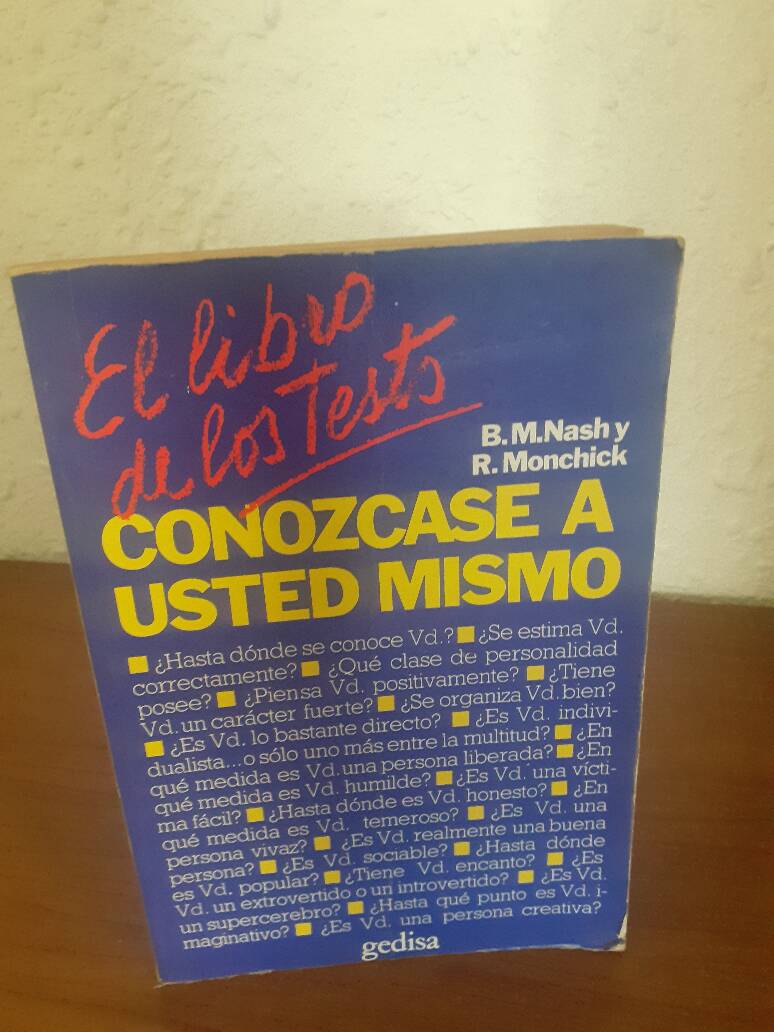 El libro
de los Tests
B.M.Nash y
R. Monchick
CONOZCASE A
USTED MISMO
■ ¿Hasta dónde se conoce Vd.? ■ ¿Se estima Vd.
correctamente? ■ ¿Qué clase de personalidad
posee? ■ ¿Piensa Vd. positivamente? ■ ¿Tiene
Vd. un carácter fuerte? ■ ¿Se organiza Vd. bien?
■ ¿Es Vd. lo bastante directo? ■ ¿Es Vd. indivi-
dualista... o sólo uno más entre la multitud? ■ ¿En
qué medida es Vd. una persona liberada? ■ ¿En
qué medida es Vd. humilde? ■ ¿Es Vd. una vícti-
ma fácil? ■ ¿Hasta dónde es Vd. honesto? ■ ¿En
qué medida es Vd. temeroso? ■ ¿Es Vd. una
persona vivaz? ■ ¿Es Vd. realmente una buena
persona? ■ ¿Es Vd. sociable? ■ ¿Hasta dónde
es Vd. popular? ■ ¿Tiene Vd. encanto? ■ ¿Es
Vd. un extrovertido o un introvertido? ■ ¿Es Vd.
un supercerebro? ■ ¿Hasta qué punto es Vd. i-
maginativo? ■ ¿Es Vd. una persona creativa?
gedisa